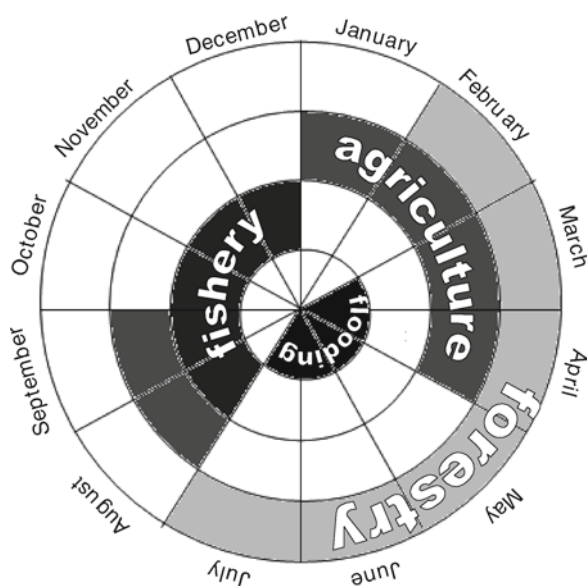 January
February
March
April
May
June
July
August
September
October
November
December
agriculture
fishery
flooding
forestry